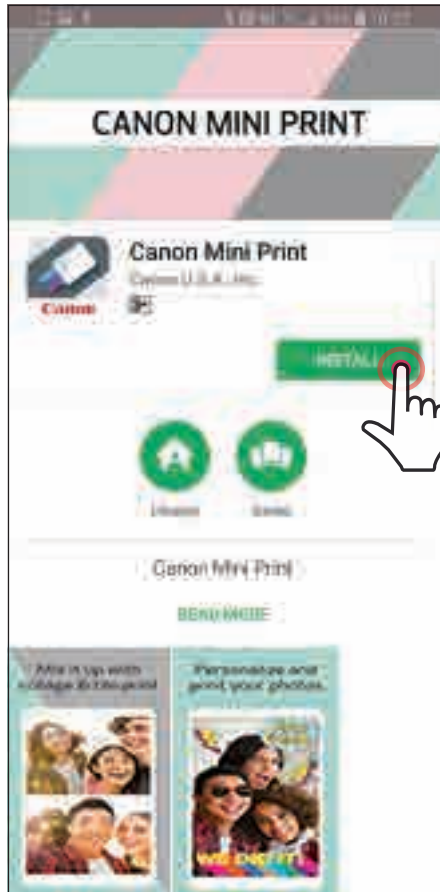 CANON MINI PRINT
Canon Mini Print
Canon U.S.A., Inc.
Canon
INSTALL
Canon Mini Print
READ MORE
Mix it up with
Personalize and
print your photos.